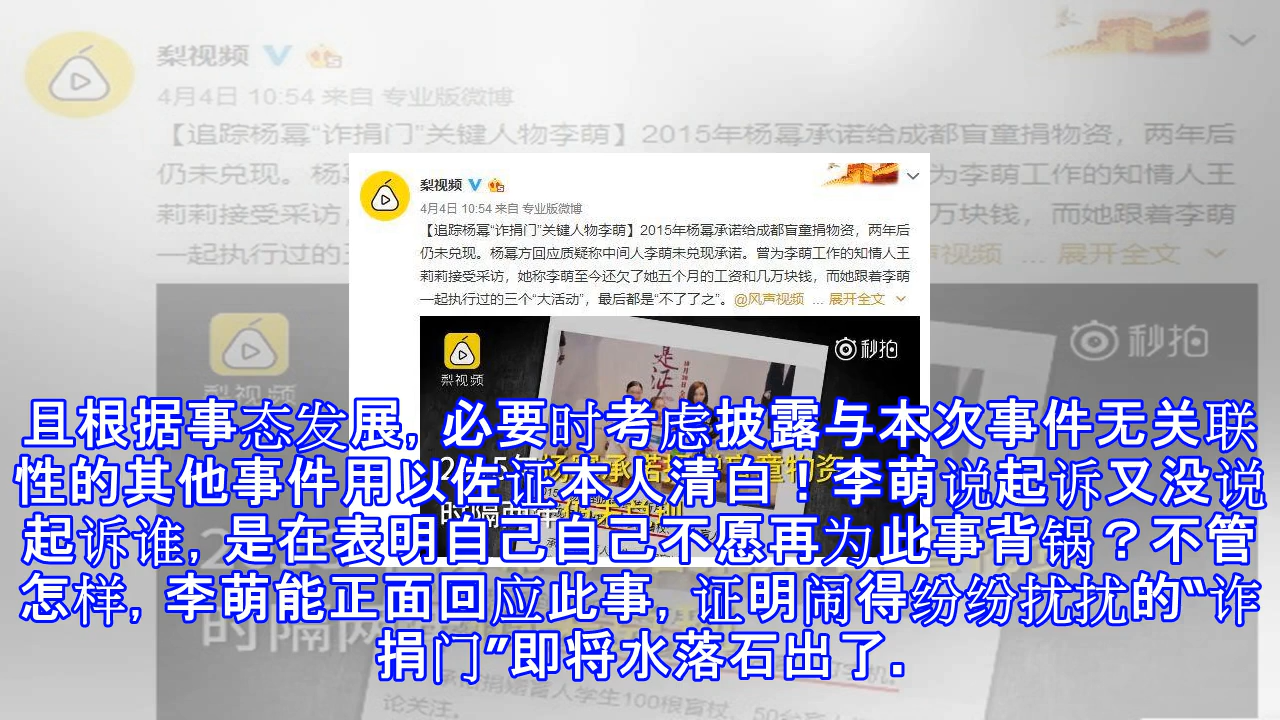 梨视频
4月4日 10:54 来自 专业版微博
【追踪杨幂“诈捐门”关键人物李萌】2015年杨幂承诺给成都盲童捐物资，两年后
仍未兑现。杨幂方回应质疑称中间人李萌未兑现承诺。曾为李萌工作的知情人王
莉莉接受采访，她称李萌至今还欠了她五个月的工资和几万块钱，而她跟着李萌
一起执行过的三个“大活动”，最后都是“不了了之”。@风声视频 ... 展开全文
梨视频
秒拍
且根据事态发展, 必要时考虑披露与本次事件无关联
性的其他事件用以佐证本人清白！李萌说起诉又没说
起诉谁, 是在表明自己自己不愿再为此事背锅？不管
怎样, 李萌能正面回应此事, 证明闹得纷纷扰扰的“诈
捐门”即将水落石出了.
论关注。